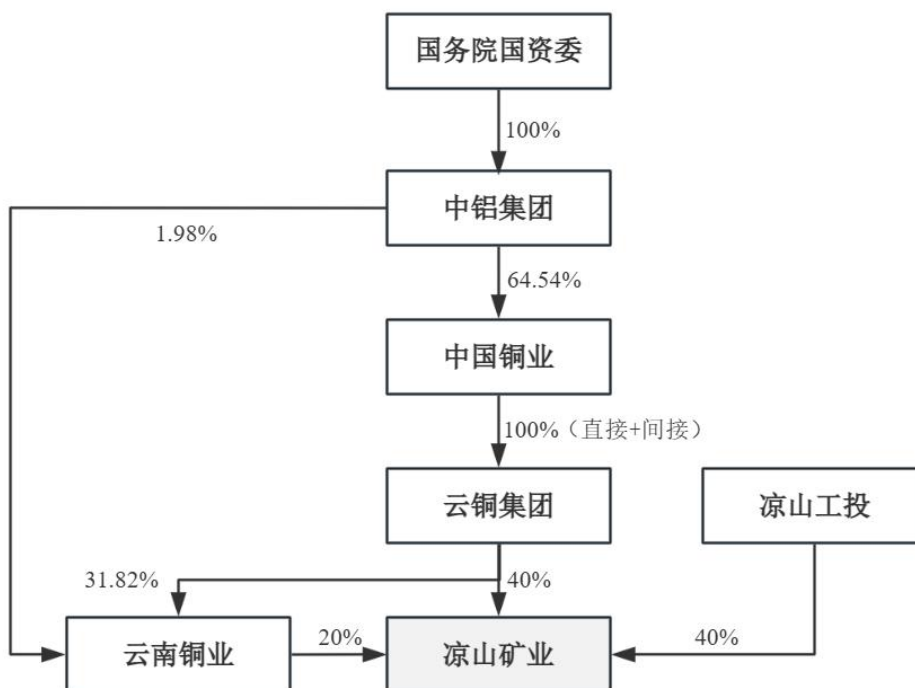 国务院国资委
100%
中铝集团
1.98%
64.54%
中国铜业
100%（直接+间接）
云铜集团
凉山工投
31.82%
40%
云南铜业
20%
凉山矿业
40%